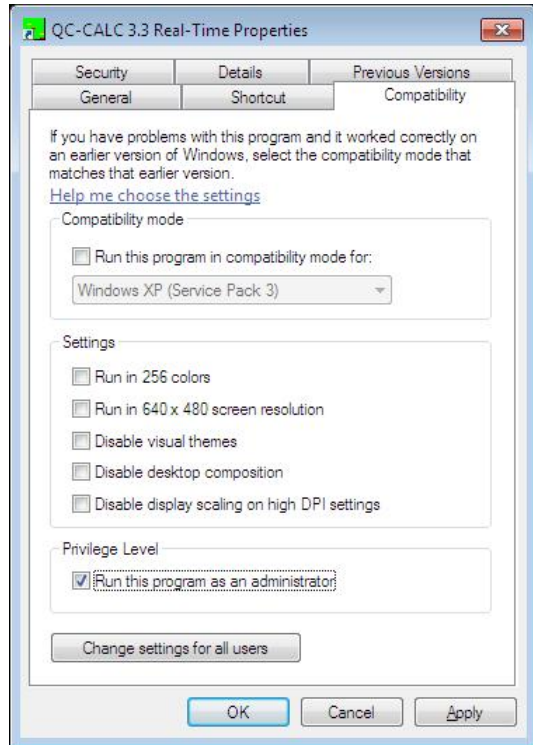 QC-CALC 3.3 Real-Time Properties
Security Details Previous Versions
General Shortcut Compatibility
If you have problems with this program and it worked correctly on
an earlier version of Windows, select the compatibility mode that
matches that earlier version.
Help me choose the settings
Compatibility mode
Run this program in compatibility mode for:
Windows XP (Service Pack 3)
Settings
Run in 256 colors
Run in 640 x 480 screen resolution
Disable visual themes
Disable desktop composition
Disable display scaling on high DPI settings
Privilege Level
Run this program as an administrator
Change settings for all users
OK Cancel Apply